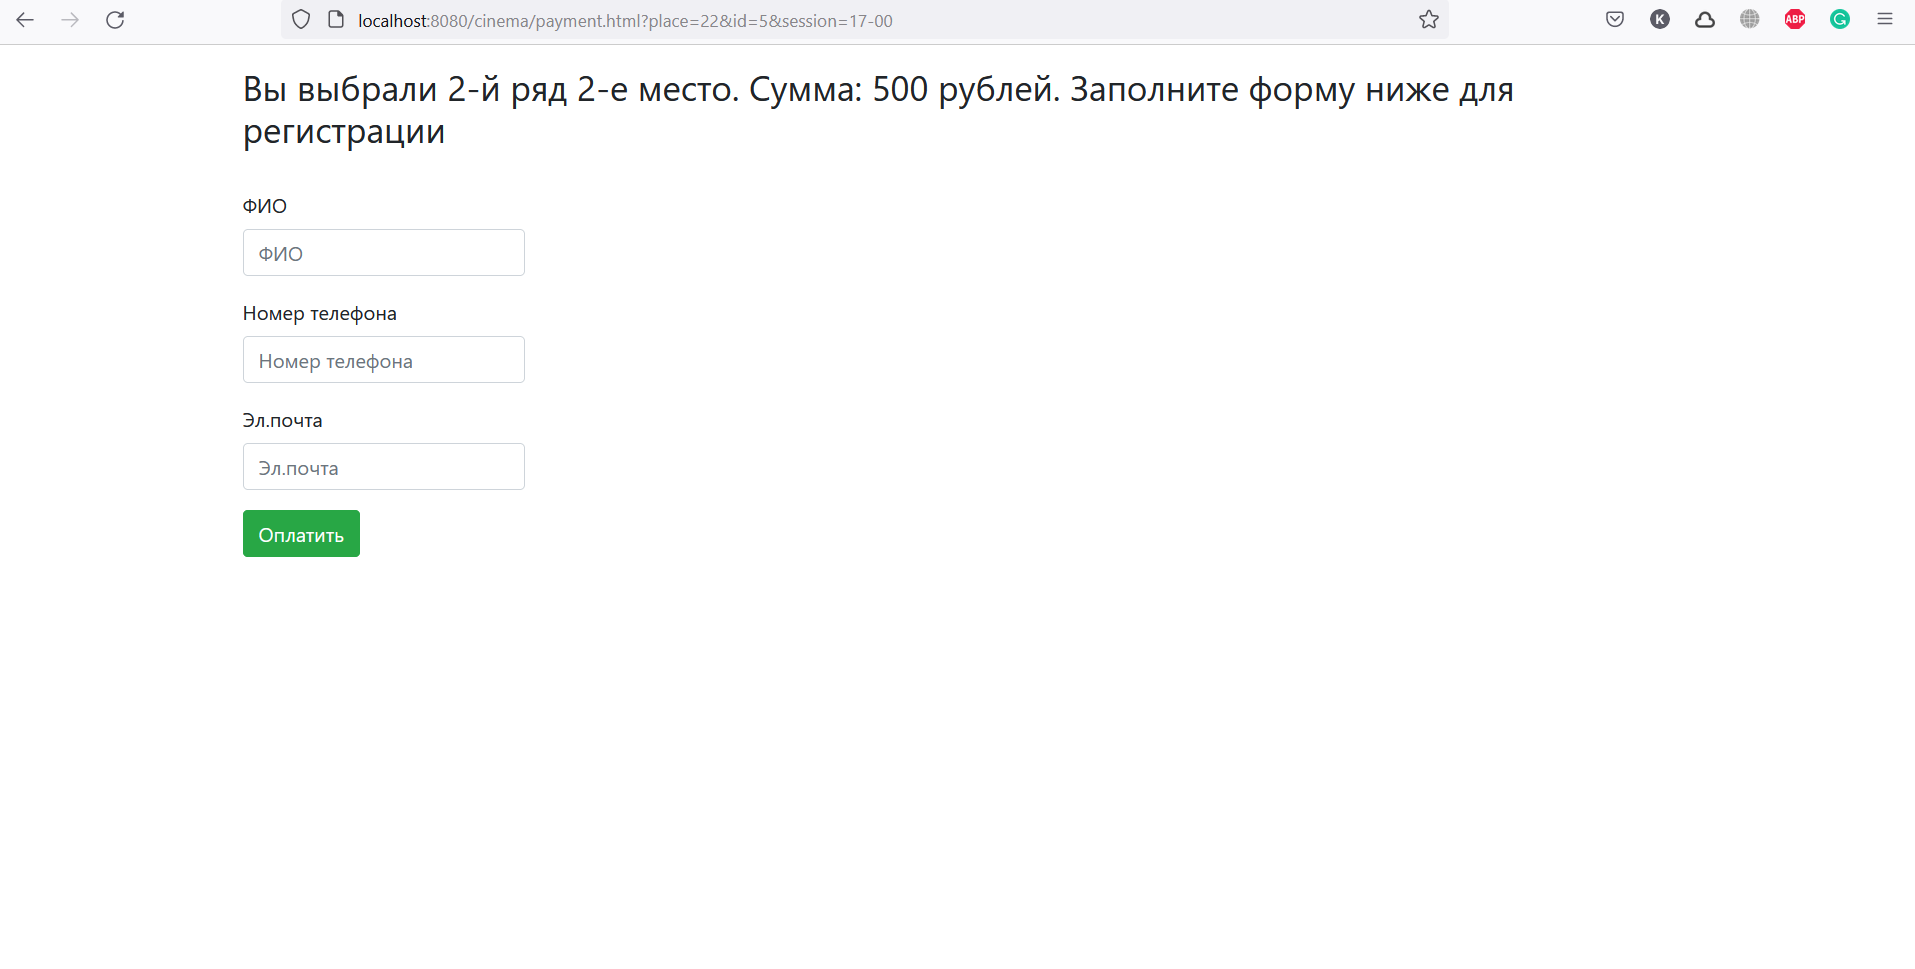 localhost:8080/cinema/payment.html?place=22&id=5&session=17-00
K
ABP
G
Вы выбрали 2-й ряд 2-е место. Сумма: 500 рублей. Заполните форму ниже для
регистрации
ФИО
ФИО
Номер телефона
Номер телефона
Эл.почта
Эл.почта
Оплатить